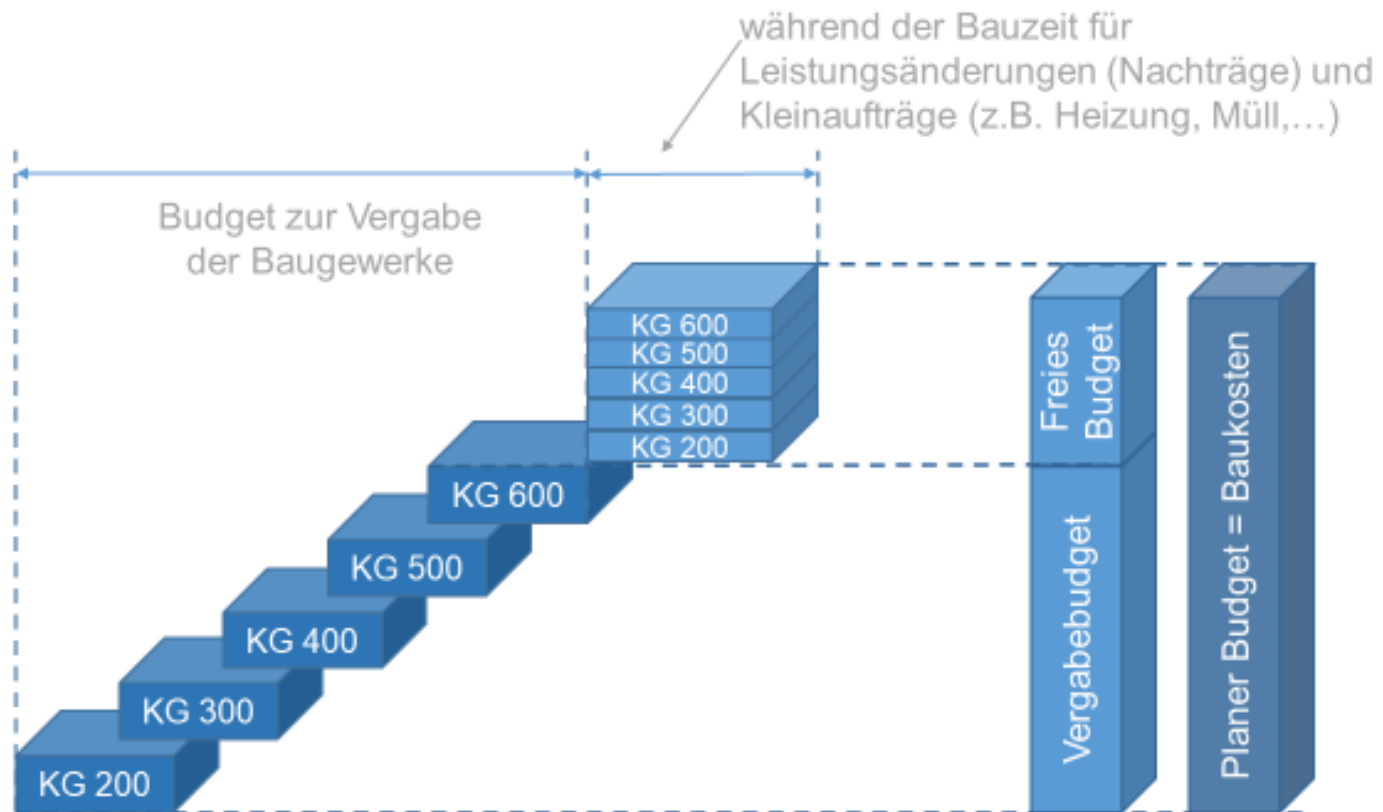 während der Bauzeit für
Leistungsänderungen (Nachträge) und
Kleinaufträge (z.B. Heizung, Müll,…)
Budget zur Vergabe
der Baugewerke
KG 600
KG 500
KG 400
KG 300
KG 200
KG 600
KG 500
KG 400
KG 300
KG 200
Freies
Budget
Vergabebudget
Planer Budget = Baukosten